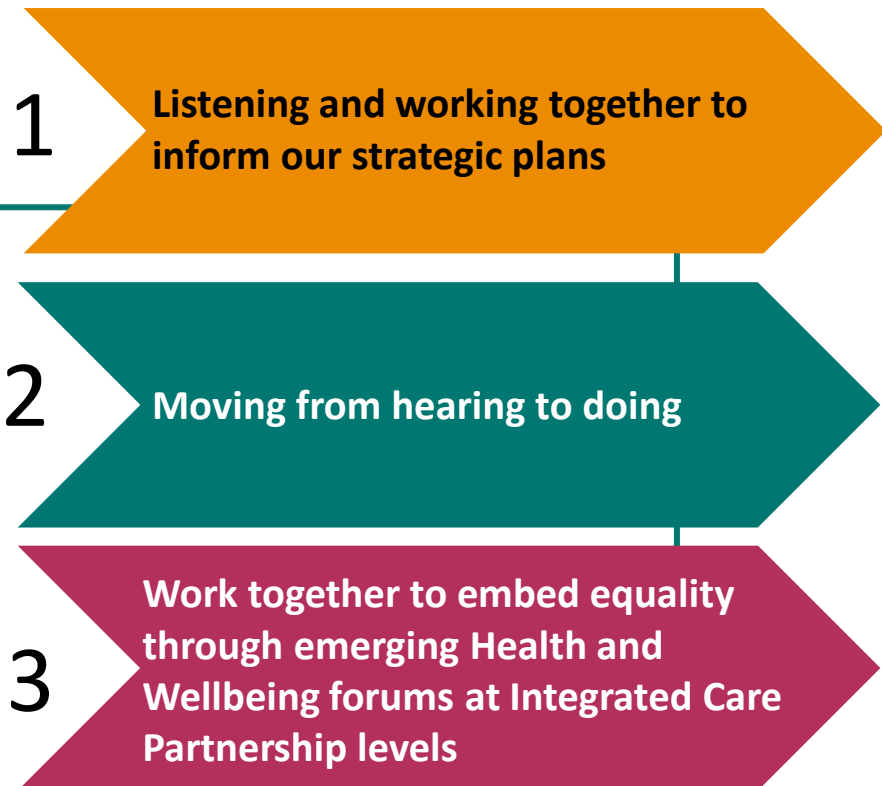 1
Listening and working together to
inform our strategic plans
2
Moving from hearing to doing
3
Work together to embed equality
through emerging Health and
Wellbeing forums at Integrated Care
Partnership levels